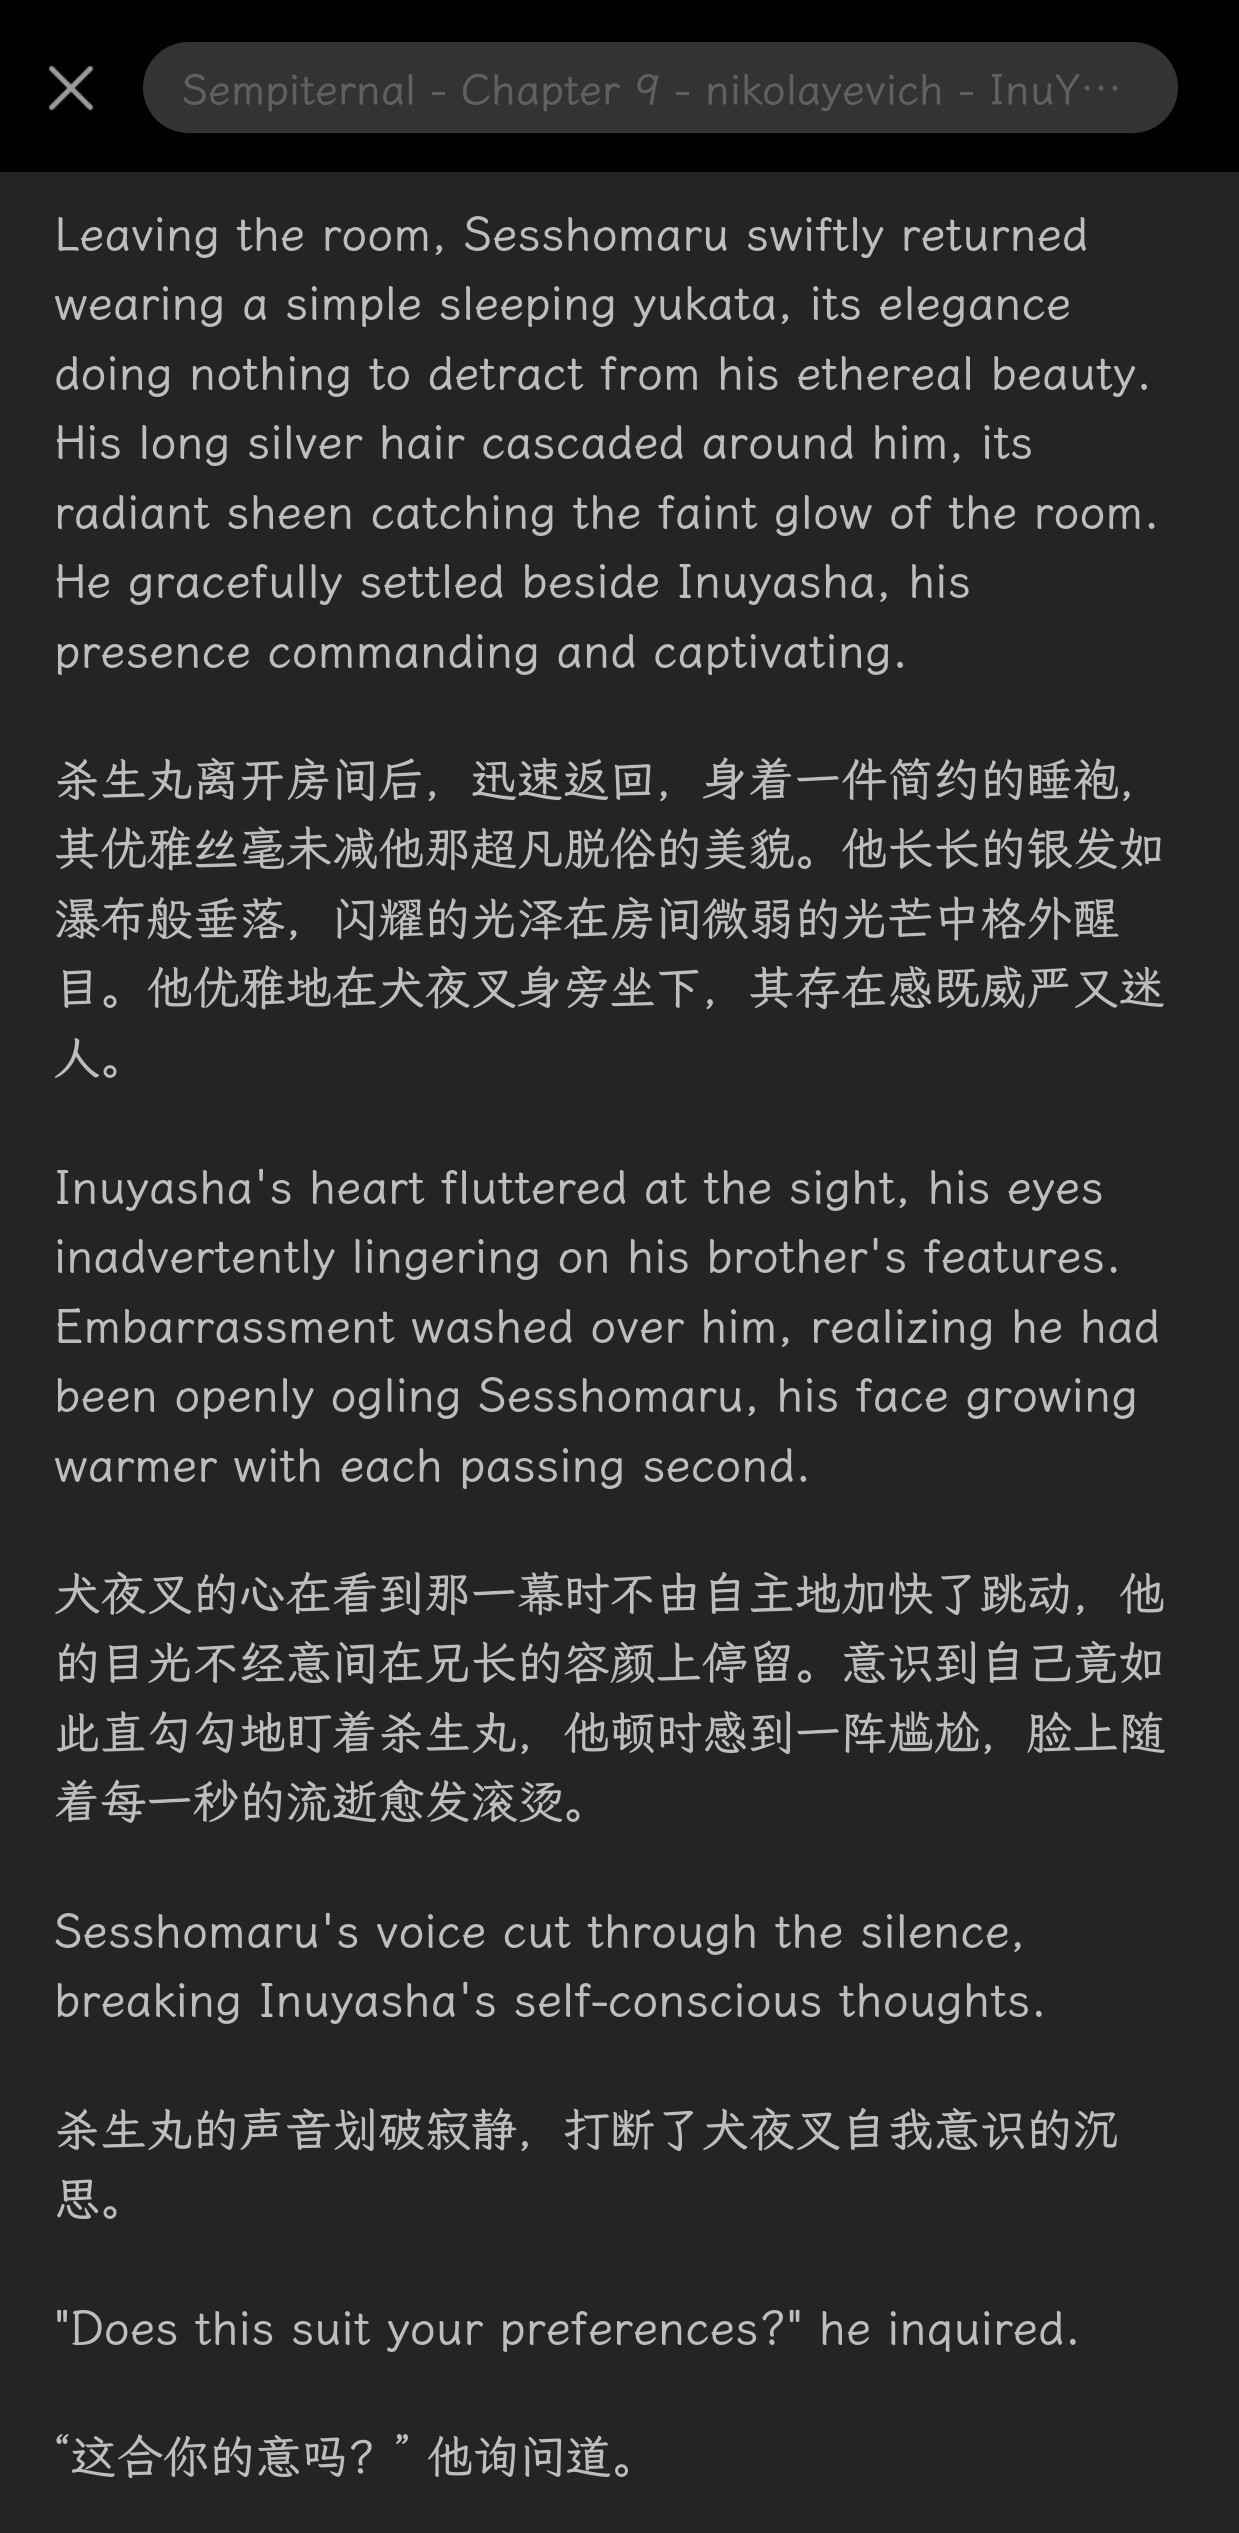 Sempiternal - Chapter 9 - nikolayevich - InuY···
Leaving the room, Sesshomaru swiftly returned
wearing a simple sleeping yukata, its elegance
doing nothing to detract from his ethereal beauty.
His long silver hair cascaded around him, its
radiant sheen catching the faint glow of the room.
He gracefully settled beside Inuyasha, his
presence commanding and captivating.
杀生丸离开房间后，迅速返回，身着一件简约的睡袍，
其优雅丝毫未减他那超凡脱俗的美貌。他长长的银发如
瀑布般垂落，闪耀的光泽在房间微弱的光芒中格外醒
目。他优雅地在犬夜叉身旁坐下，其存在感既威严又迷
人。
Inuyasha's heart fluttered at the sight, his eyes
inadvertently lingering on his brother's features.
Embarrassment washed over him, realizing he had
been openly ogling Sesshomaru, his face growing
warmer with each passing second.
犬夜叉的心在看到那一幕时不由自主地加快了跳动，他
的目光不经意间在兄长的容颜上停留。意识到自己竟如
此直勾勾地盯着杀生丸，他顿时感到一阵尴尬，脸上随
着每一秒的流逝愈发滚烫。
Sesshomaru's voice cut through the silence,
breaking Inuyasha's self-conscious thoughts.
杀生丸的声音划破寂静，打断了犬夜叉自我意识的沉
思。
"Does this suit your preferences?" he inquired.
“这合你的意吗？” 他询问道。